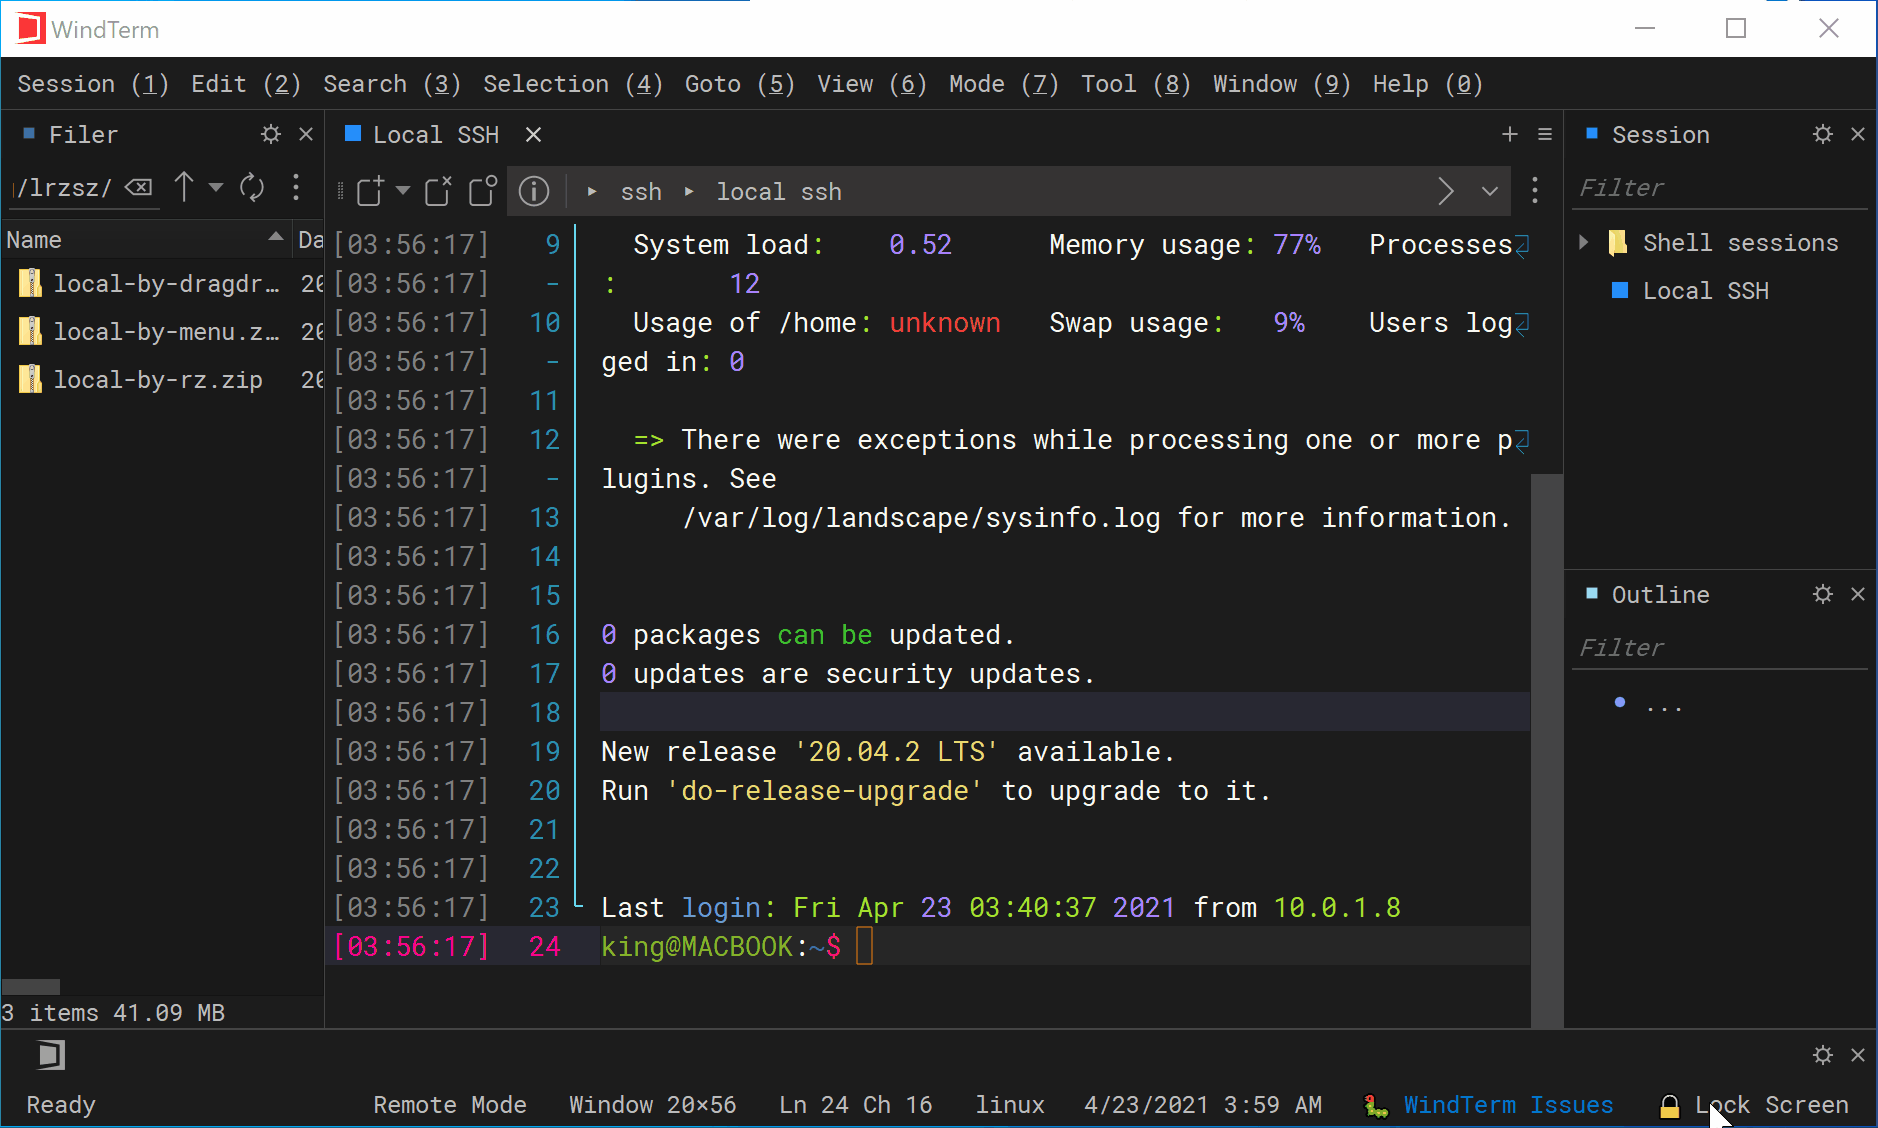 WindTerm
Session (1) Edit (2) Search (3) Selection (4) Goto (5) View (6) Mode (7) Tool (8) Window (9) Help (0)
Filer
/lrzsz/
Name Da
local-by-dragdr… 20
local-by-menu.z… 20
local-by-rz.zip 20
3 items 41.09 MB
Local SSH
ssh local ssh
[03:56:17] 9 System load: 0.52 Memory usage: 77% Processes
[03:56:17] - : 12
[03:56:17] 10 Usage of /home: unknown Swap usage: 9% Users log
[03:56:17] - ged in: 0
[03:56:17] 11
[03:56:17] 12 => There were exceptions while processing one or more p
[03:56:17] - lugins. See
[03:56:17] 13 /var/log/landscape/sysinfo.log for more information.
[03:56:17] 14
[03:56:17] 15
[03:56:17] 16 0 packages can be updated.
[03:56:17] 17 0 updates are security updates.
[03:56:17] 18
[03:56:17] 19 New release '20.04.2 LTS' available.
[03:56:17] 20 Run 'do-release-upgrade' to upgrade to it.
[03:56:17] 21
[03:56:17] 22
[03:56:17] 23 Last login: Fri Apr 23 03:40:37 2021 from 10.0.1.8
[03:56:17] 24 king@MACBOOK:~$
Session
Filter
Shell sessions
Local SSH
Outline
Filter
...
Ready Remote Mode Window 20×56 Ln 24 Ch 16 linux 4/23/2021 3:59 AM WindTerm Issues Lock Screen